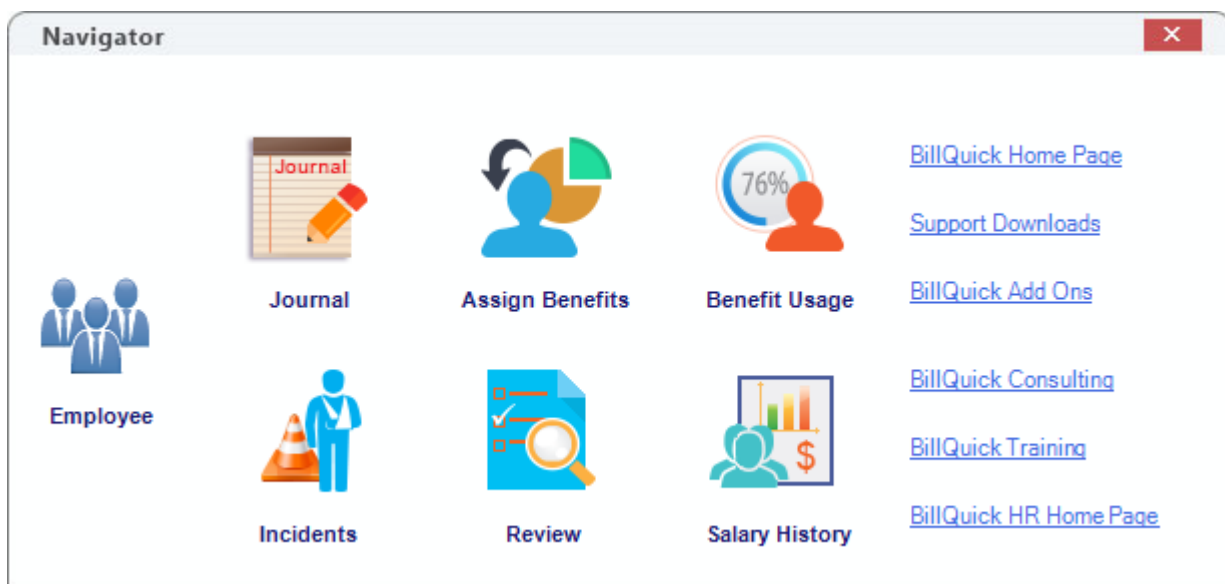 Navigator
Journal
76%
BillQuick Home Page
Support Downloads
BillQuick Add Ons
Journal
Assign Benefits
Benefit Usage
Employee
$
BillQuick Consulting
BillQuick Training
BillQuick HR Home Page
Incidents
Review
Salary History